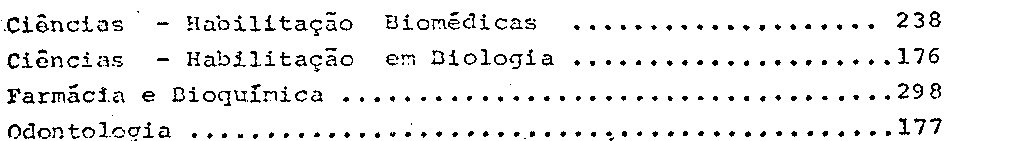 Ciências - Habilitação Biomédicas .................... 238
Ciências - Habilitação em Biologia .....................176
Farmácia e Bioquímica ....................................298
Odontologia ..............................................177